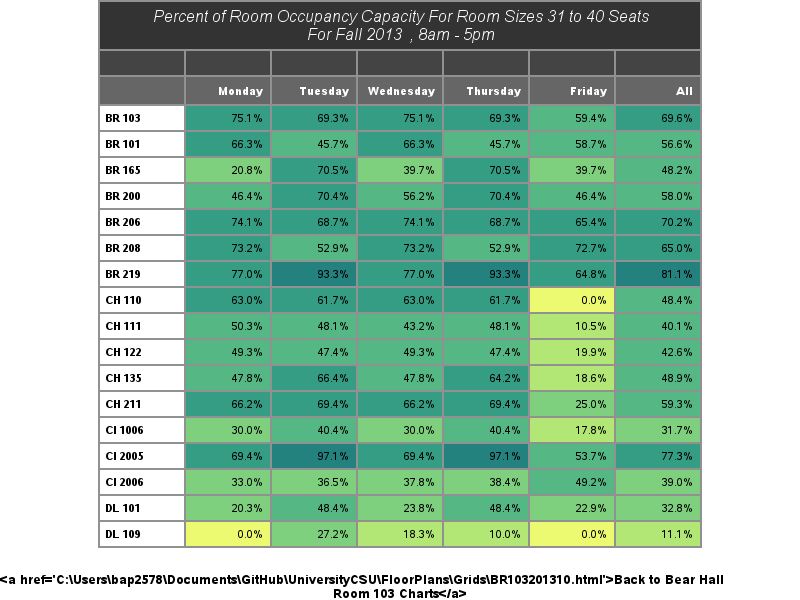 Percent of Room Occupancy Capacity For Room Sizes 31 to 40 Seats
For Fall 2013 , 8am - 5pm
Monday Tuesday Wednesday Thursday Friday All
BR 103 75.1% 69.3% 75.1% 69.3% 59.4% 69.6%
BR 101 66.3% 45.7% 66.3% 45.7% 58.7% 56.6%
BR 165 20.8% 70.5% 39.7% 70.5% 39.7% 48.2%
BR 200 46.4% 70.4% 56.2% 70.4% 46.4% 58.0%
BR 206 74.1% 68.7% 74.1% 68.7% 65.4% 70.2%
BR 208 73.2% 52.9% 73.2% 52.9% 72.7% 65.0%
BR 219 77.0% 93.3% 77.0% 93.3% 64.8% 81.1%
CH 110 63.0% 61.7% 63.0% 61.7% 0.0% 48.4%
CH 111 50.3% 48.1% 43.2% 48.1% 10.5% 40.1%
CH 122 49.3% 47.4% 49.3% 47.4% 19.9% 42.6%
CH 135 47.8% 66.4% 47.8% 64.2% 18.6% 48.9%
CH 211 66.2% 69.4% 66.2% 69.4% 25.0% 59.3%
CI 1006 30.0% 40.4% 30.0% 40.4% 17.8% 31.7%
CI 2005 69.4% 97.1% 69.4% 97.1% 53.7% 77.3%
CI 2006 33.0% 36.5% 37.8% 38.4% 49.2% 39.0%
DL 101 20.3% 48.4% 23.8% 48.4% 22.9% 32.8%
DL 109 0.0% 27.2% 18.3% 10.0% 0.0% 11.1%
<a href='C:\Users\bap2578\Documents\GitHub\UniversityCSU\FloorPlans\Grids\BR103201310.html'>Back to Bear Hall
Room 103 Charts</a>